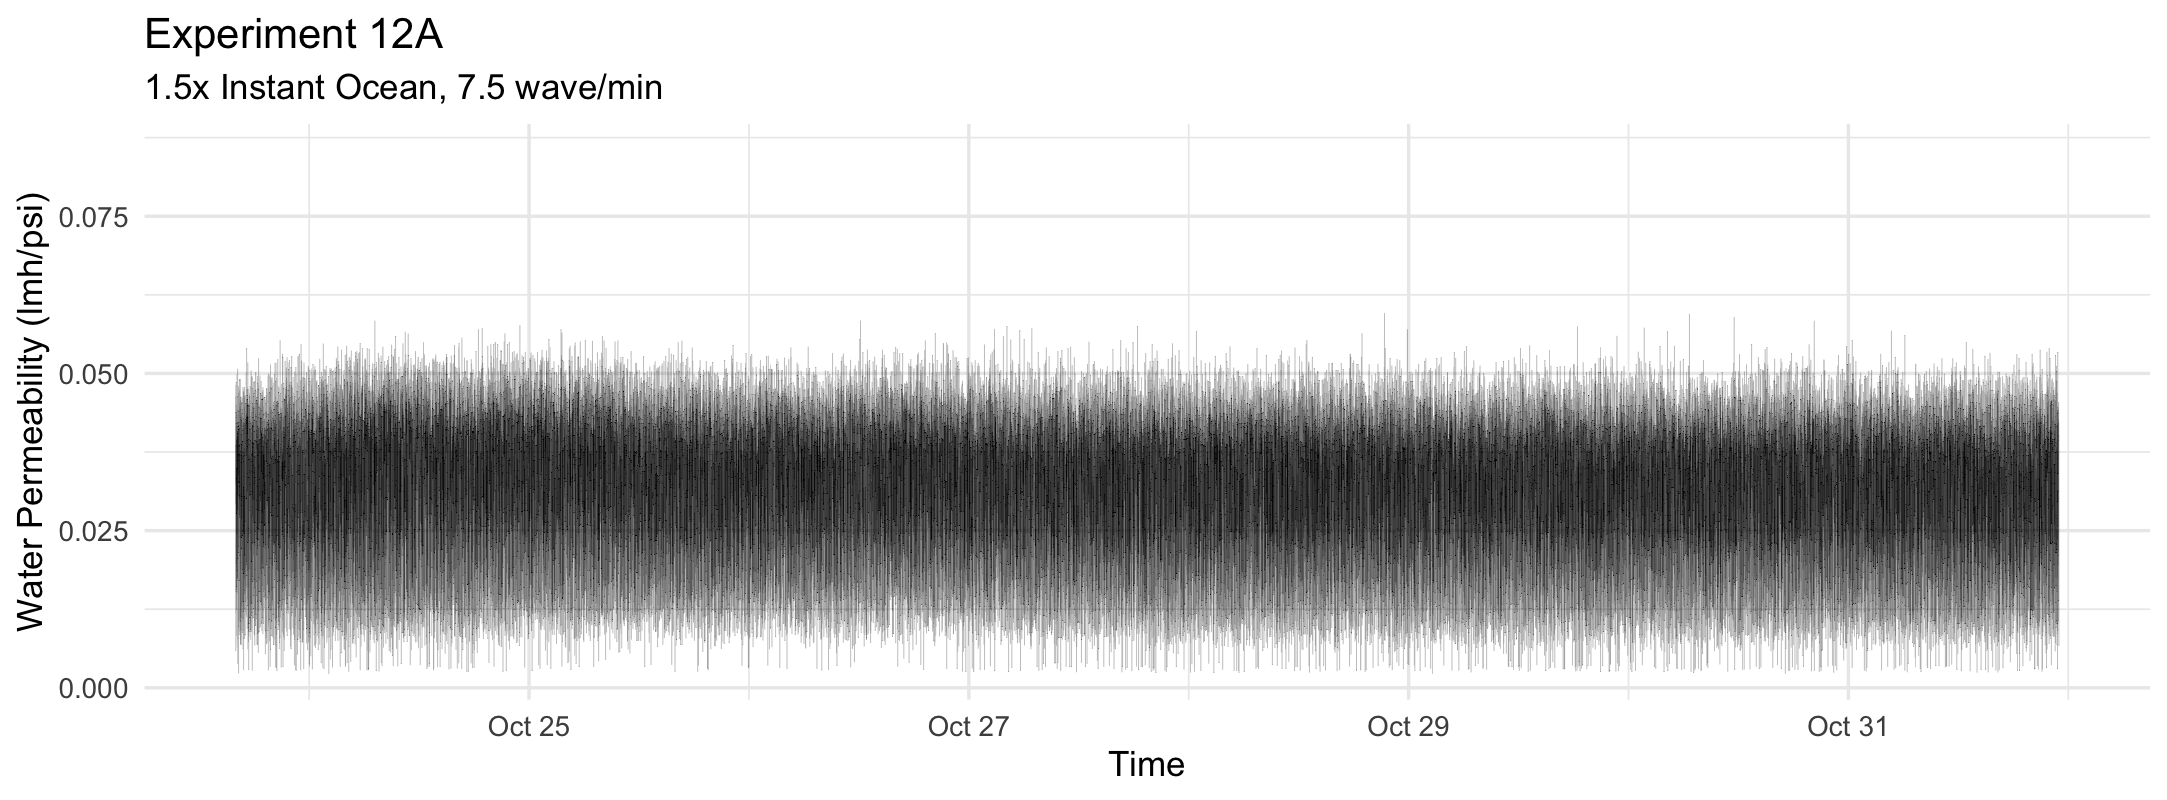 Experiment 12A
1.5x Instant Ocean, 7.5 wave/min
Water Permeability (lmh/psi)
0.075
0.050
0.025
0.000
Oct 25
Oct 27
Oct 29
Oct 31
Time